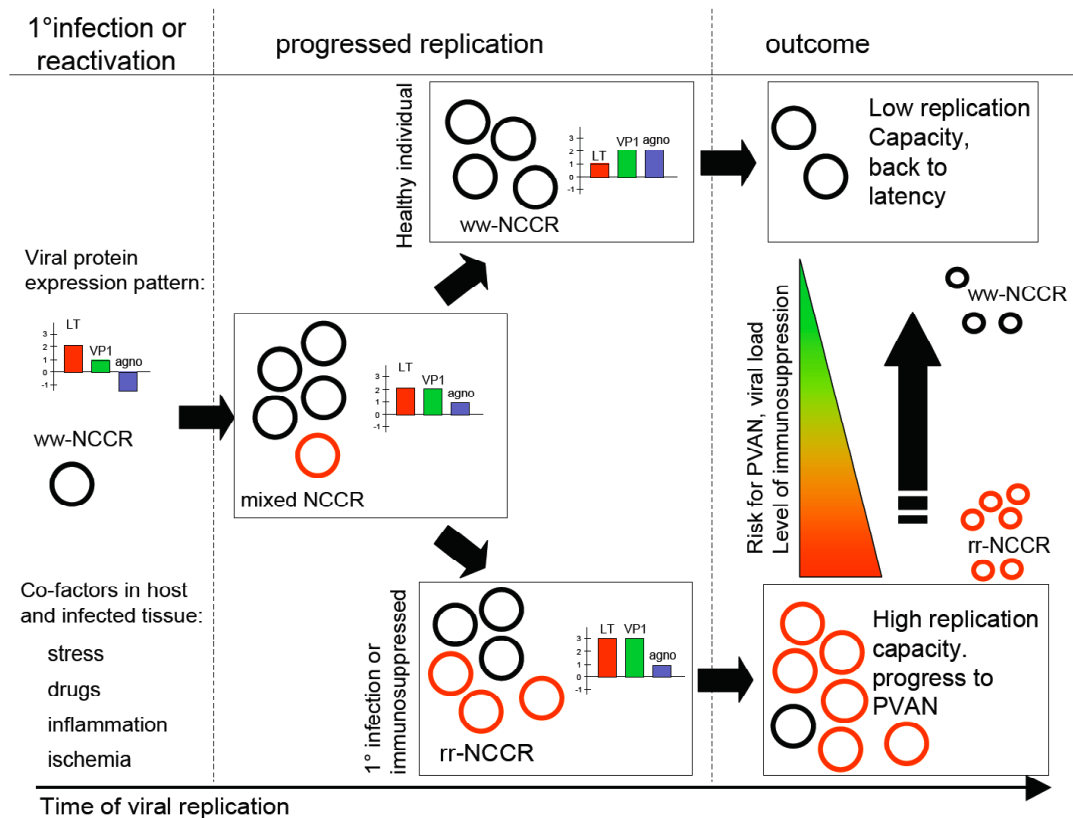 1°infection or
reactivation
progressed replication
outcome
Healthy individual
3
2
1
0
-1
LT
VP1
agno
ww-NCCR
Low replication
Capacity,
back to
latency
Viral protein
expression pattern:
3
2
1
0
-1
LT
VP1
agno
ww-NCCR
3
2
1
0
-1
LT
VP1
agno
mixed NCCR
Risk for PVAN, viral load
Level of immunosuppression
ww-NCCR
rr-NCCR
Co-factors in host
and infected tissue:
stress
drugs
inflammation
ischemia
1° infection or
immunosuppressed
3
2
1
0
-1
LT
VP1
agno
rr-NCCR
High replication
capacity.
progress to
PVAN
Time of viral replication